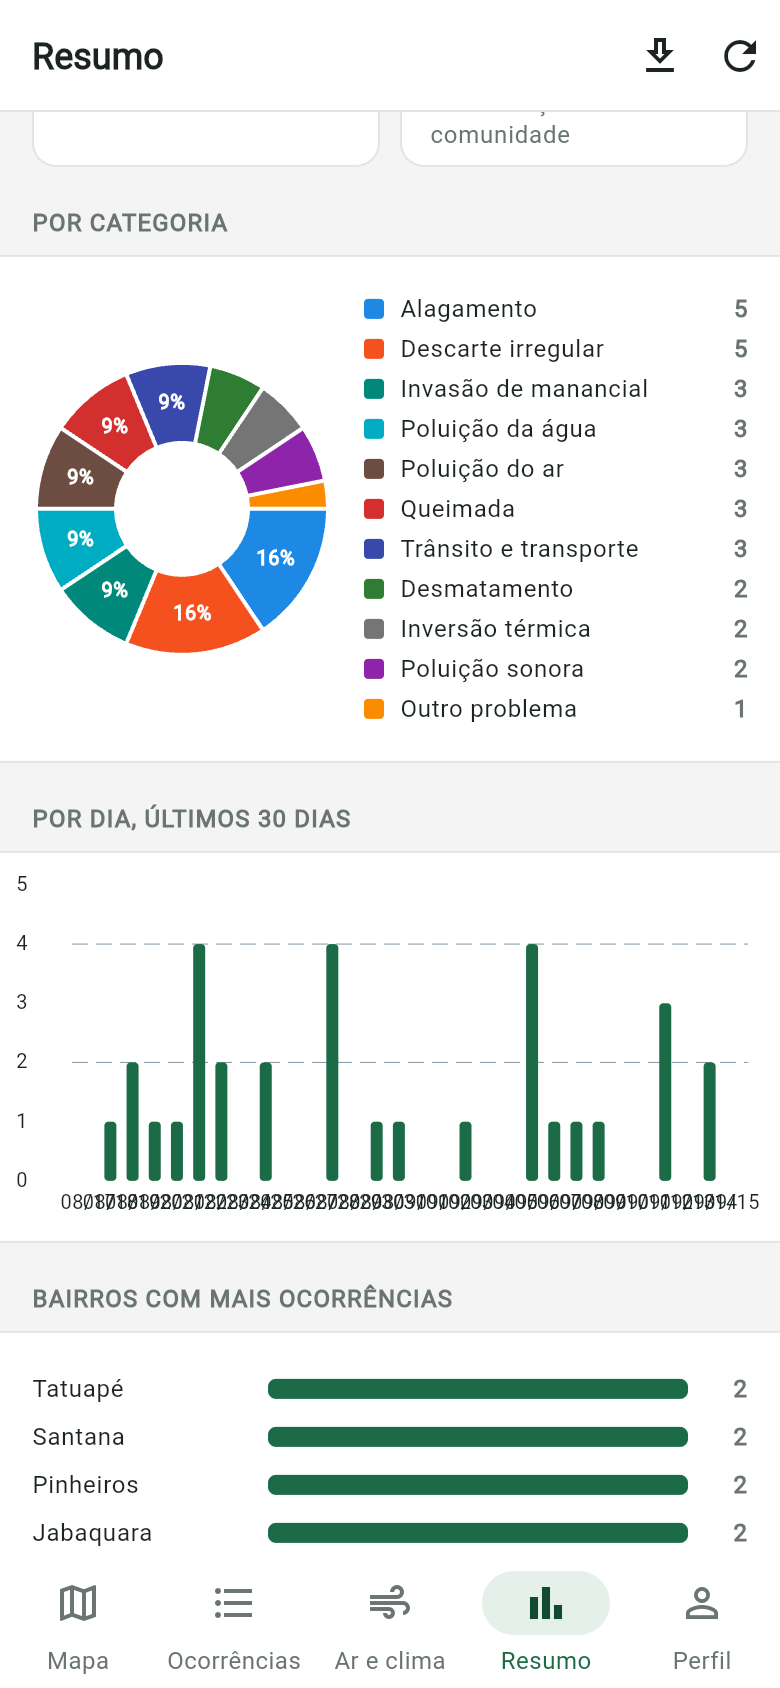 Resumo
comunidade
POR CATEGORIA
9%
9%
9%
9%
9%
16%
16%
Alagamento 5
Descarte irregular 5
Invasão de manancial 3
Poluição da água 3
Poluição do ar 3
Queimada 3
Trânsito e transporte 3
Desmatamento 2
Inversão térmica 2
Poluição sonora 2
Outro problema 1
POR DIA, ÚLTIMOS 30 DIAS
5
4
3
2
1
0
BAIRROS COM MAIS OCORRÊNCIAS
Tatuapé 2
Santana 2
Pinheiros 2
Jabaquara 2
Mapa
Ocorrências
Ar e clima
Resumo
Perfil